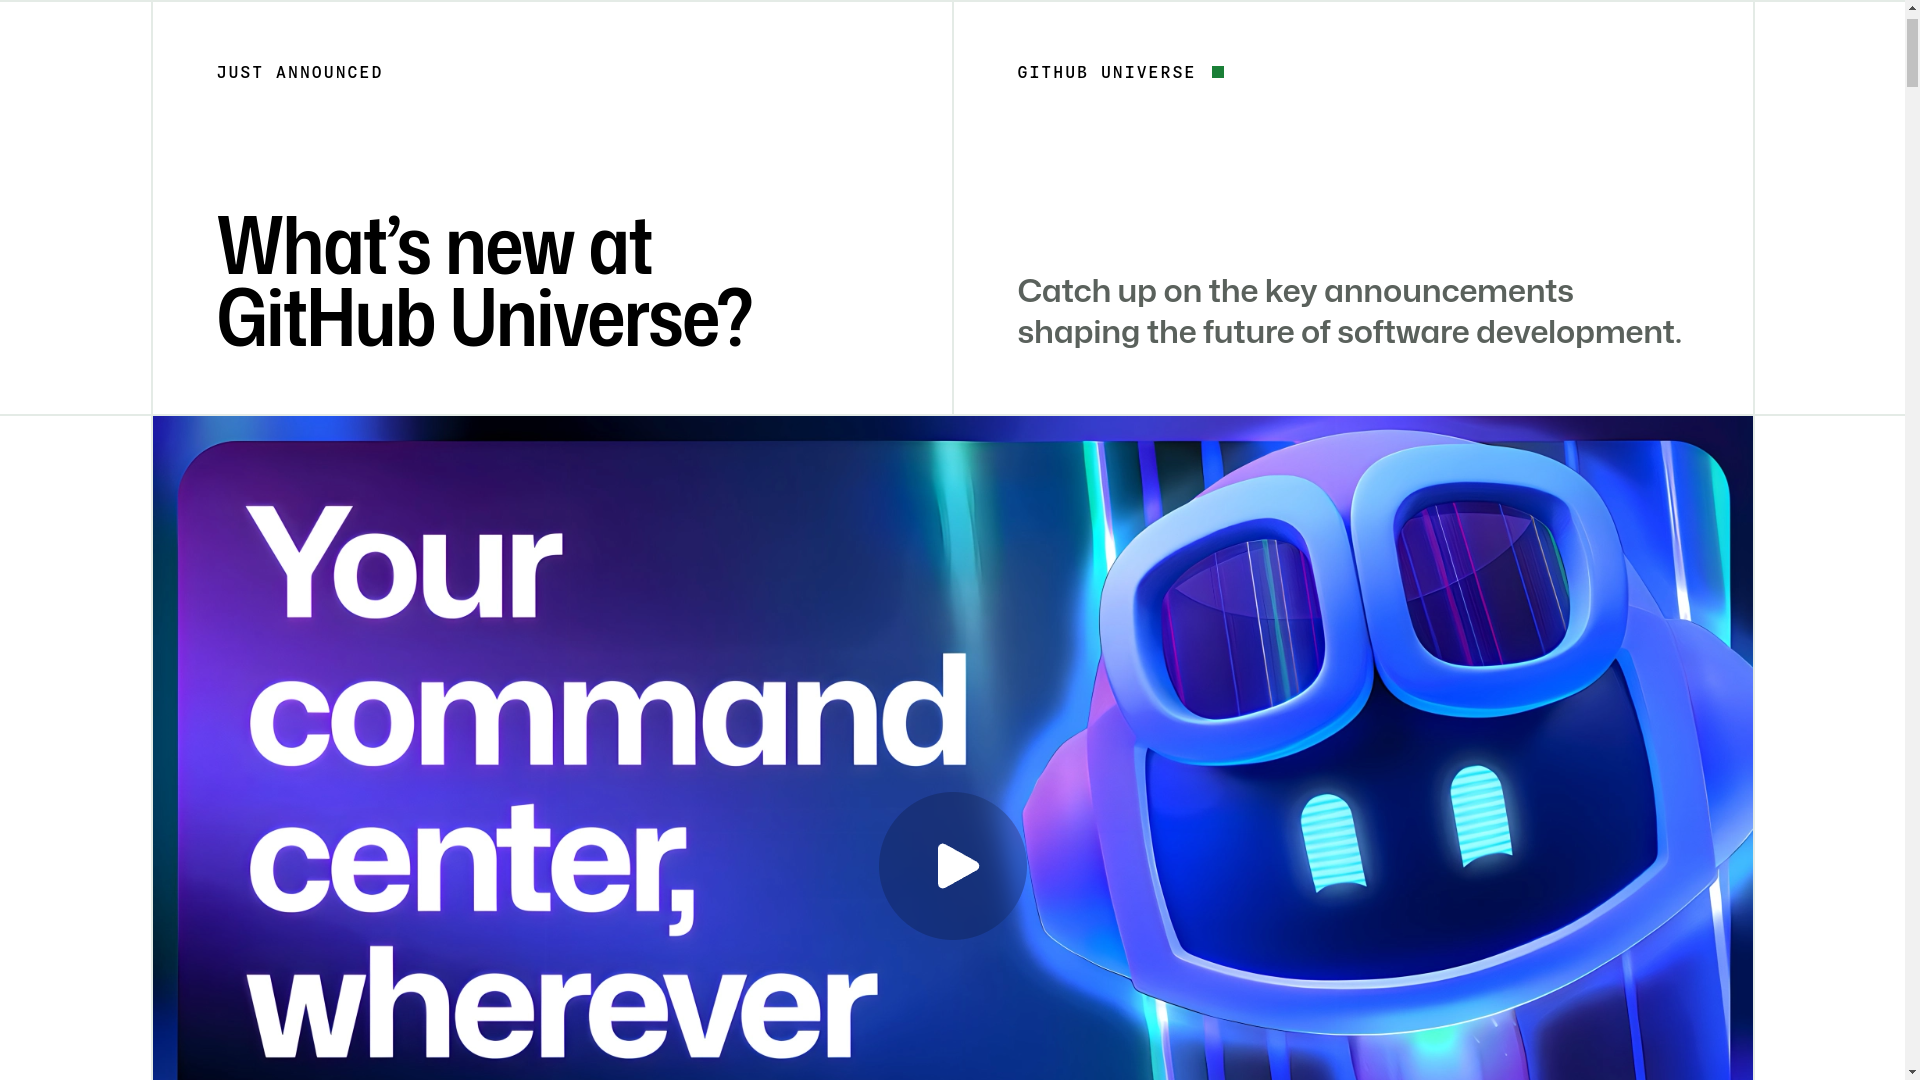 JUST ANNOUNCED
GITHUB UNIVERSE
What’s new at
GitHub Universe?
Catch up on the key announcements
shaping the future of software development.
Your
command
center,
wherever